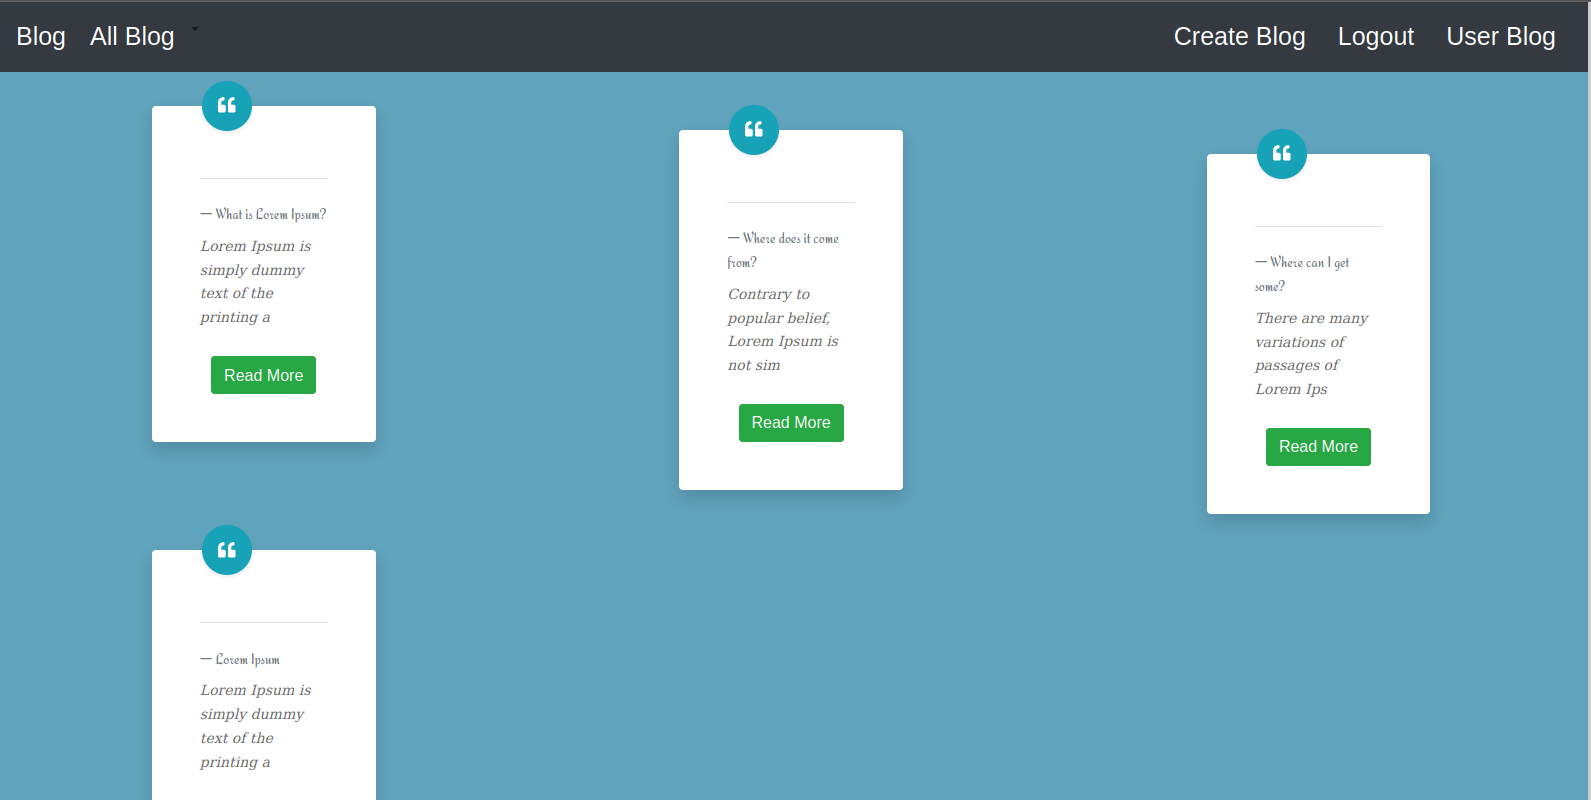 Blog All Blog Create Blog Logout User Blog
— What is Lorem Ipsum?
Lorem Ipsum is
simply dummy
text of the
printing a
Read More
— Where does it come
from?
Contrary to
popular belief,
Lorem Ipsum is
not sim
Read More
— Where can I get
some?
There are many
variations of
passages of
Lorem Ips
Read More
— Lorem Ipsum
Lorem Ipsum is
simply dummy
text of the
printing a